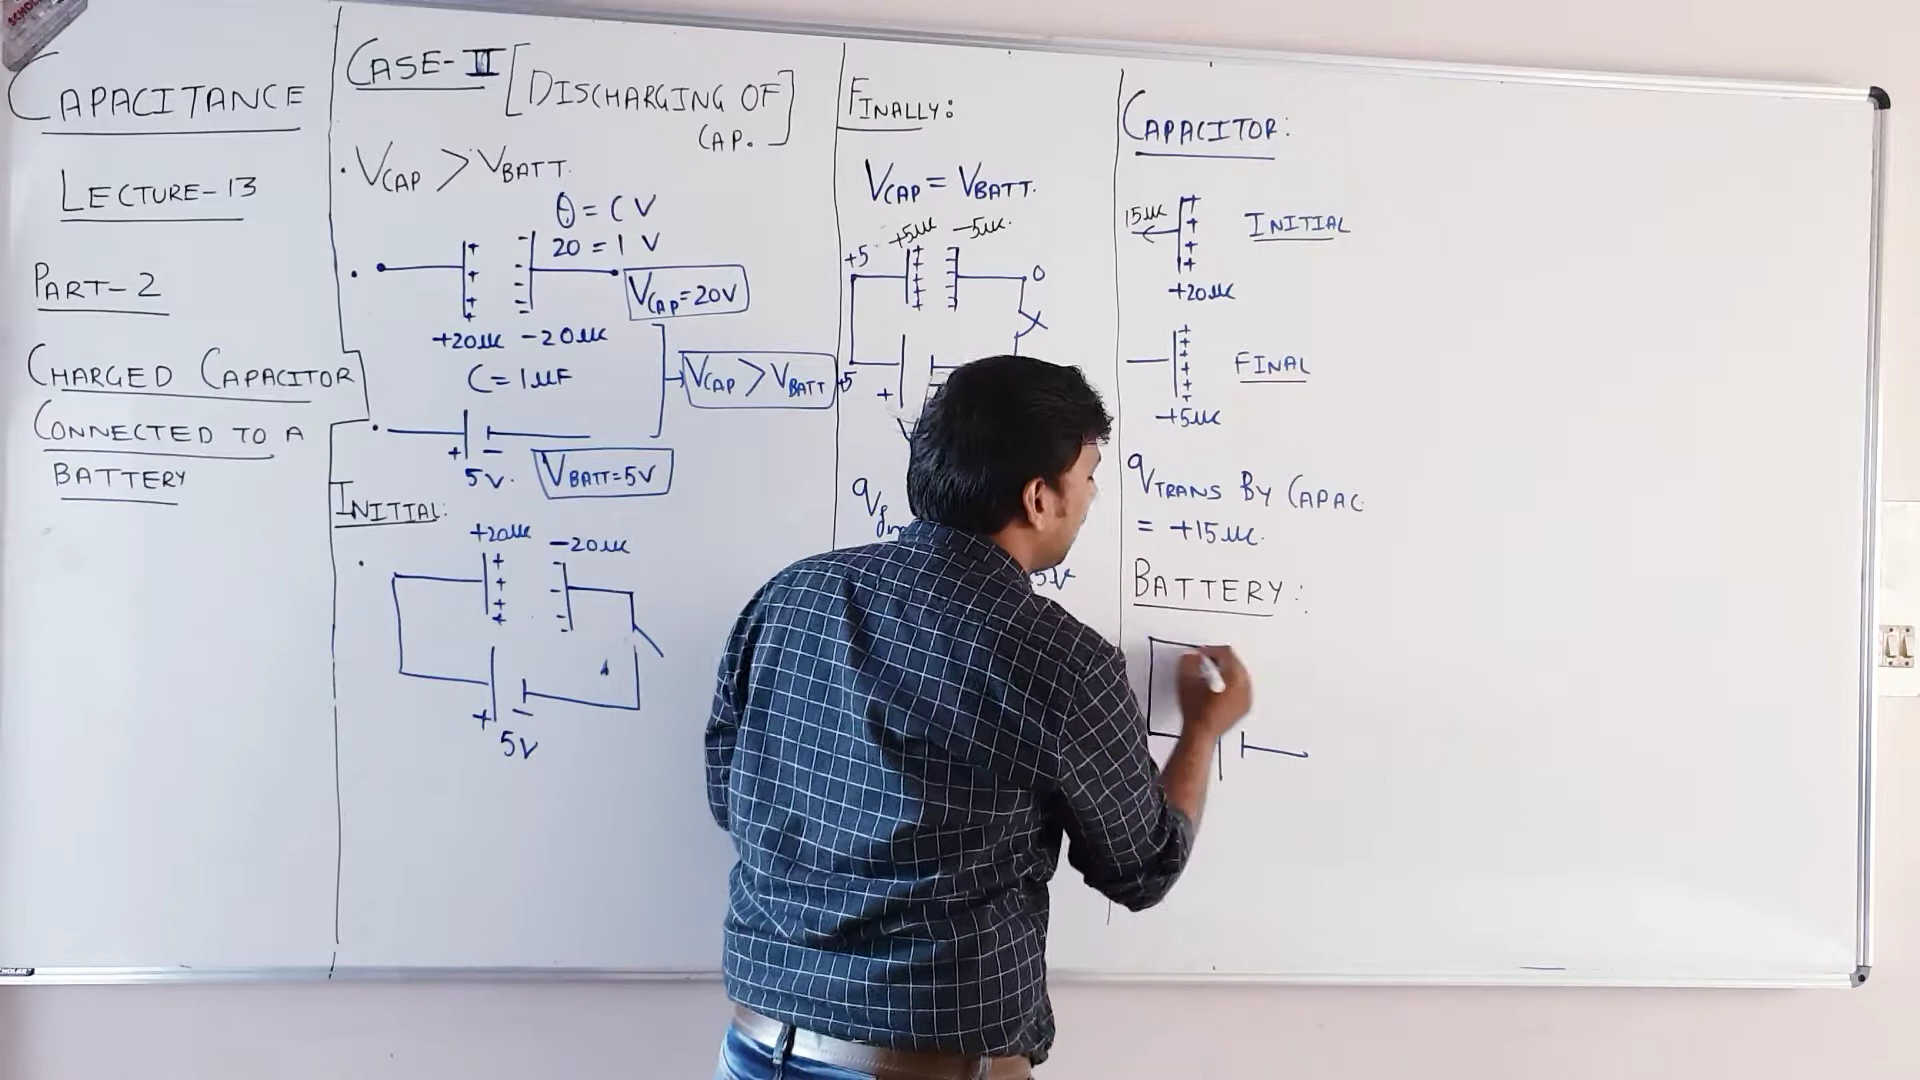 CAPACITANCE
LECTURE-13
PART-2
CHARGED CAPACITOR
CONNECTED TO A
BATTERY
CASE-II [DISCHARGING OF
CAP.]
. VCAP > VBATT.
Q = CV
20 = 1 V
+ + + - - - -
VCAP=20V
+20μC -20μC
C=1μF
VCAP > VBATT
+ -
5V. VBATT=5V
INITIAL:
+20μC -20μC
+ + + + - - -
+ -
5V
FINALLY:
VCAP = VBATT.
+5μC -5μC.
+5 0
+5
+
CAPACITOR:
15μC INITIAL
+ + + +
+20μC
FINAL
+ + + + + +
+5μC
qTRANS BY CAPAC.
= +15μC.
BATTERY: